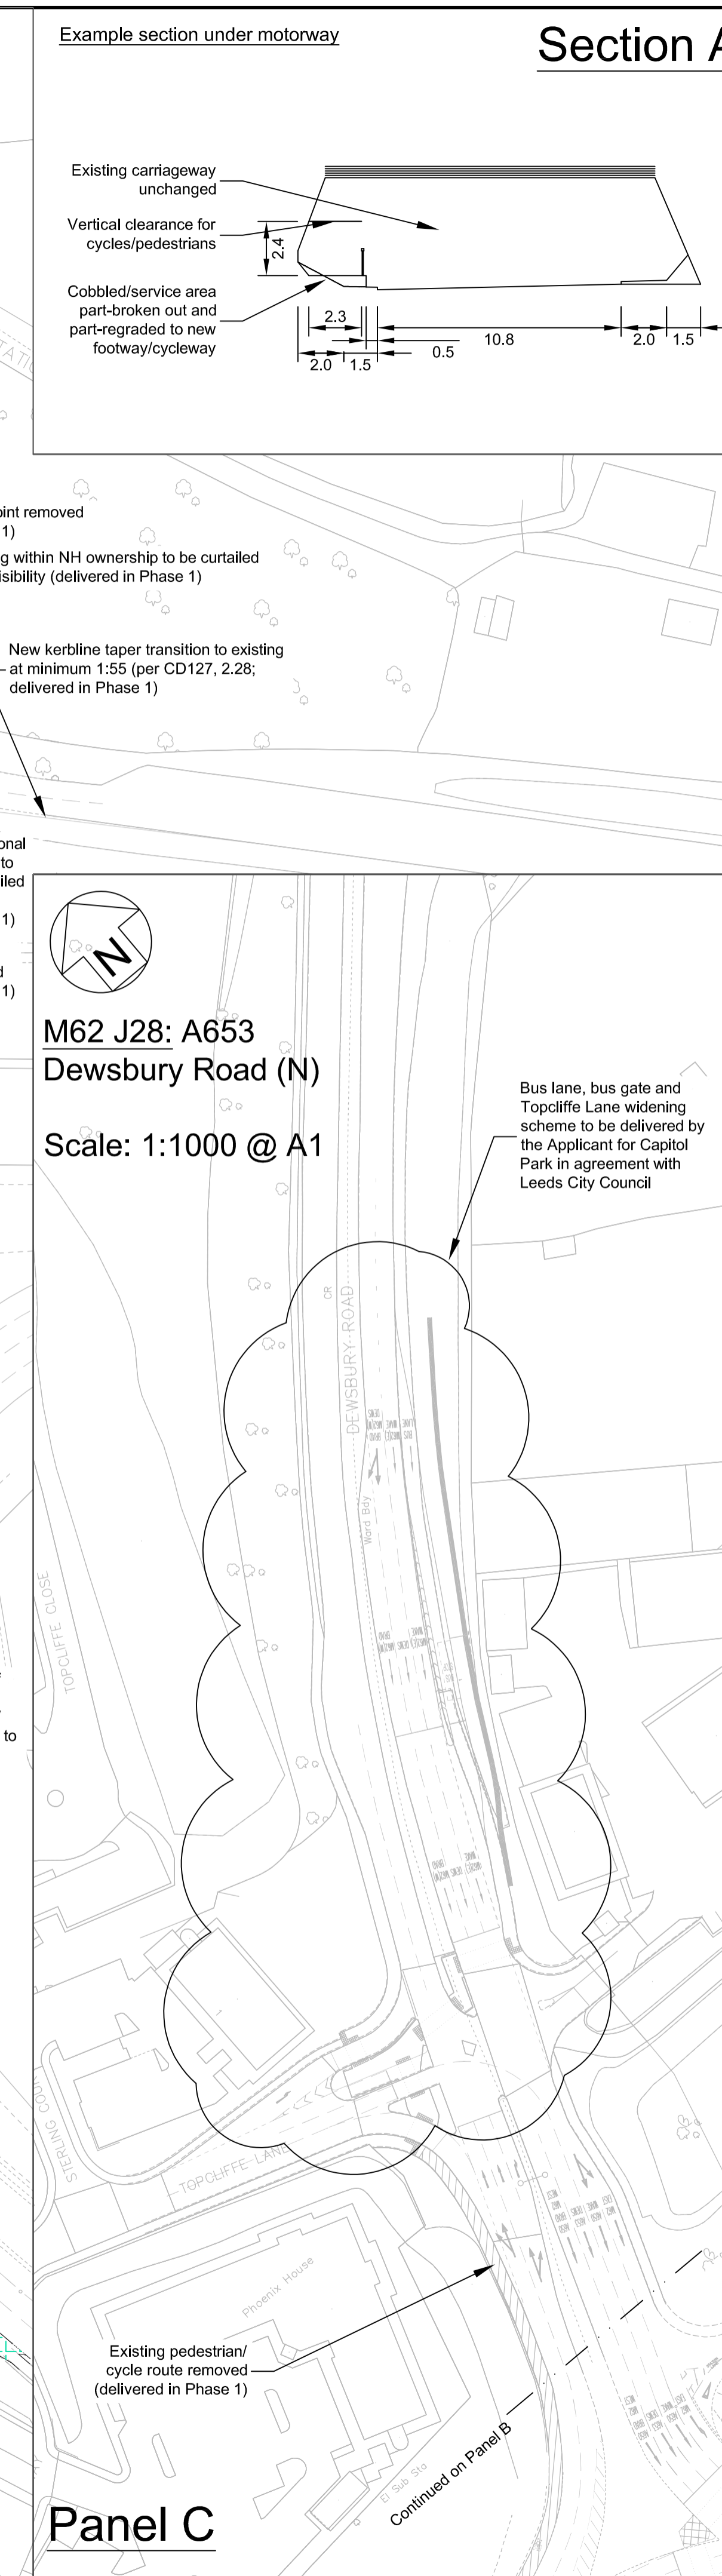 Example section under motorway
Section A
Existing carriageway
unchanged
Vertical clearance for
cycles/pedestrians
2.4
Cobbled/service area
part-broken out and
part-regraded to new
footway/cycleway
2.3
10.8
2.0
1.5
0.5
2.0
1.5
oint removed
1)
g within NH ownership to be curtailed
isibility (delivered in Phase 1)
New kerbline taper transition to existing
at minimum 1:55 (per CD127, 2.28;
delivered in Phase 1)
onal
to
iled
1)
d
1)
N
M62 J28: A653
Dewsbury Road (N)
Scale: 1:1000 @ A1
Bus lane, bus gate and
Topcliffe Lane widening
scheme to be delivered by
the Applicant for Capitol
Park in agreement with
Leeds City Council
CR
DEWSBURY ROAD
Ward Bdy
TOPCLIFFE CLOSE
to
STERLING COU
TOPCLIFFE LANE
Phoenix House
Existing pedestrian/
cycle route removed
(delivered in Phase 1)
El Sub Sta
Continued on Panel B
Panel C